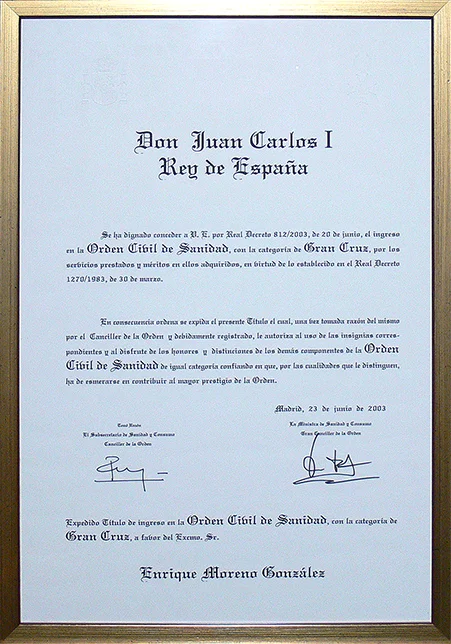 Don Juan Carlos I
Rey de España
Se ha dignado conceder a V. E. por Real Decreto 812/2003, de 20 de junio, el ingreso
en la Orden Civil de Sanidad, con la categoría de Gran Cruz, por los
servicios prestados y méritos en ellos adquiridos, en virtud de lo establecido en el Real Decreto
1270/1983, de 30 de marzo.
En consecuencia ordena se expida el presente Título el cual, una vez tomada razón del mismo
por el Canciller de la Orden y debidamente registrado, le autoriza al uso de las insignias corres-
pondientes y al disfrute de los honores y distinciones de los demás componentes de la Orden
Civil de Sanidad de igual categoría confiando en que, por las cualidades que le distinguen,
ha de esmerarse en contribuir al mayor prestigio de la Orden.
Madrid, 23 de junio de 2003
Tomé Razón
El Subsecretario de Sanidad y Consumo
Canciller de la Orden
La Ministra de Sanidad y Consumo
Gran Canciller de la Orden
Expedido Título de ingreso en la Orden Civil de Sanidad, con la categoría de
Gran Cruz, a favor del Excmo. Sr.
Enrique Moreno González